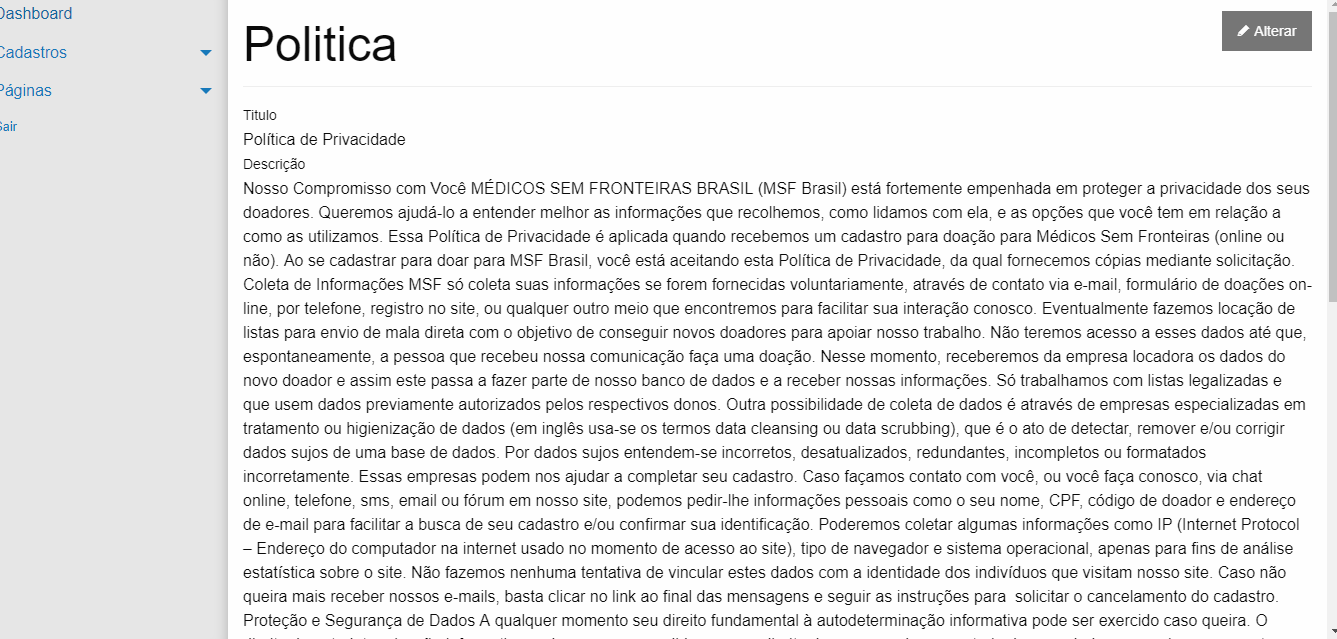 Dashboard
Cadastros
Páginas
Sair
Politica
Alterar
Titulo
Política de Privacidade
Descrição
Nosso Compromisso com Você MÉDICOS SEM FRONTEIRAS BRASIL (MSF Brasil) está fortemente empenhada em proteger a privacidade dos seus
doadores. Queremos ajudá-lo a entender melhor as informações que recolhemos, como lidamos com ela, e as opções que você tem em relação a
como as utilizamos. Essa Política de Privacidade é aplicada quando recebemos um cadastro para doação para Médicos Sem Fronteiras (online ou
não). Ao se cadastrar para doar para MSF Brasil, você está aceitando esta Política de Privacidade, da qual fornecemos cópias mediante solicitação.
Coleta de Informações MSF só coleta suas informações se forem fornecidas voluntariamente, através de contato via e-mail, formulário de doações on-
line, por telefone, registro no site, ou qualquer outro meio que encontremos para facilitar sua interação conosco. Eventualmente fazemos locação de
listas para envio de mala direta com o objetivo de conseguir novos doadores para apoiar nosso trabalho. Não teremos acesso a esses dados até que,
espontaneamente, a pessoa que recebeu nossa comunicação faça uma doação. Nesse momento, receberemos da empresa locadora os dados do
novo doador e assim este passa a fazer parte de nosso banco de dados e a receber nossas informações. Só trabalhamos com listas legalizadas e
que usem dados previamente autorizados pelos respectivos donos. Outra possibilidade de coleta de dados é através de empresas especializadas em
tratamento ou higienização de dados (em inglês usa-se os termos data cleansing ou data scrubbing), que é o ato de detectar, remover e/ou corrigir
dados sujos de uma base de dados. Por dados sujos entendem-se incorretos, desatualizados, redundantes, incompletos ou formatados
incorretamente. Essas empresas podem nos ajudar a completar seu cadastro. Caso façamos contato com você, ou você faça conosco, via chat
online, telefone, sms, email ou fórum em nosso site, podemos pedir-lhe informações pessoais como o seu nome, CPF, código de doador e endereço
de e-mail para facilitar a busca de seu cadastro e/ou confirmar sua identificação. Poderemos coletar algumas informações como IP (Internet Protocol
– Endereço do computador na internet usado no momento de acesso ao site), tipo de navegador e sistema operacional, apenas para fins de análise
estatística sobre o site. Não fazemos nenhuma tentativa de vincular estes dados com a identidade dos indivíduos que visitam nosso site. Caso não
queira mais receber nossos e-mails, basta clicar no link ao final das mensagens e seguir as instruções para solicitar o cancelamento do cadastro.
Proteção e Segurança de Dados A qualquer momento seu direito fundamental à autodeterminação informativa pode ser exercido caso queira. O